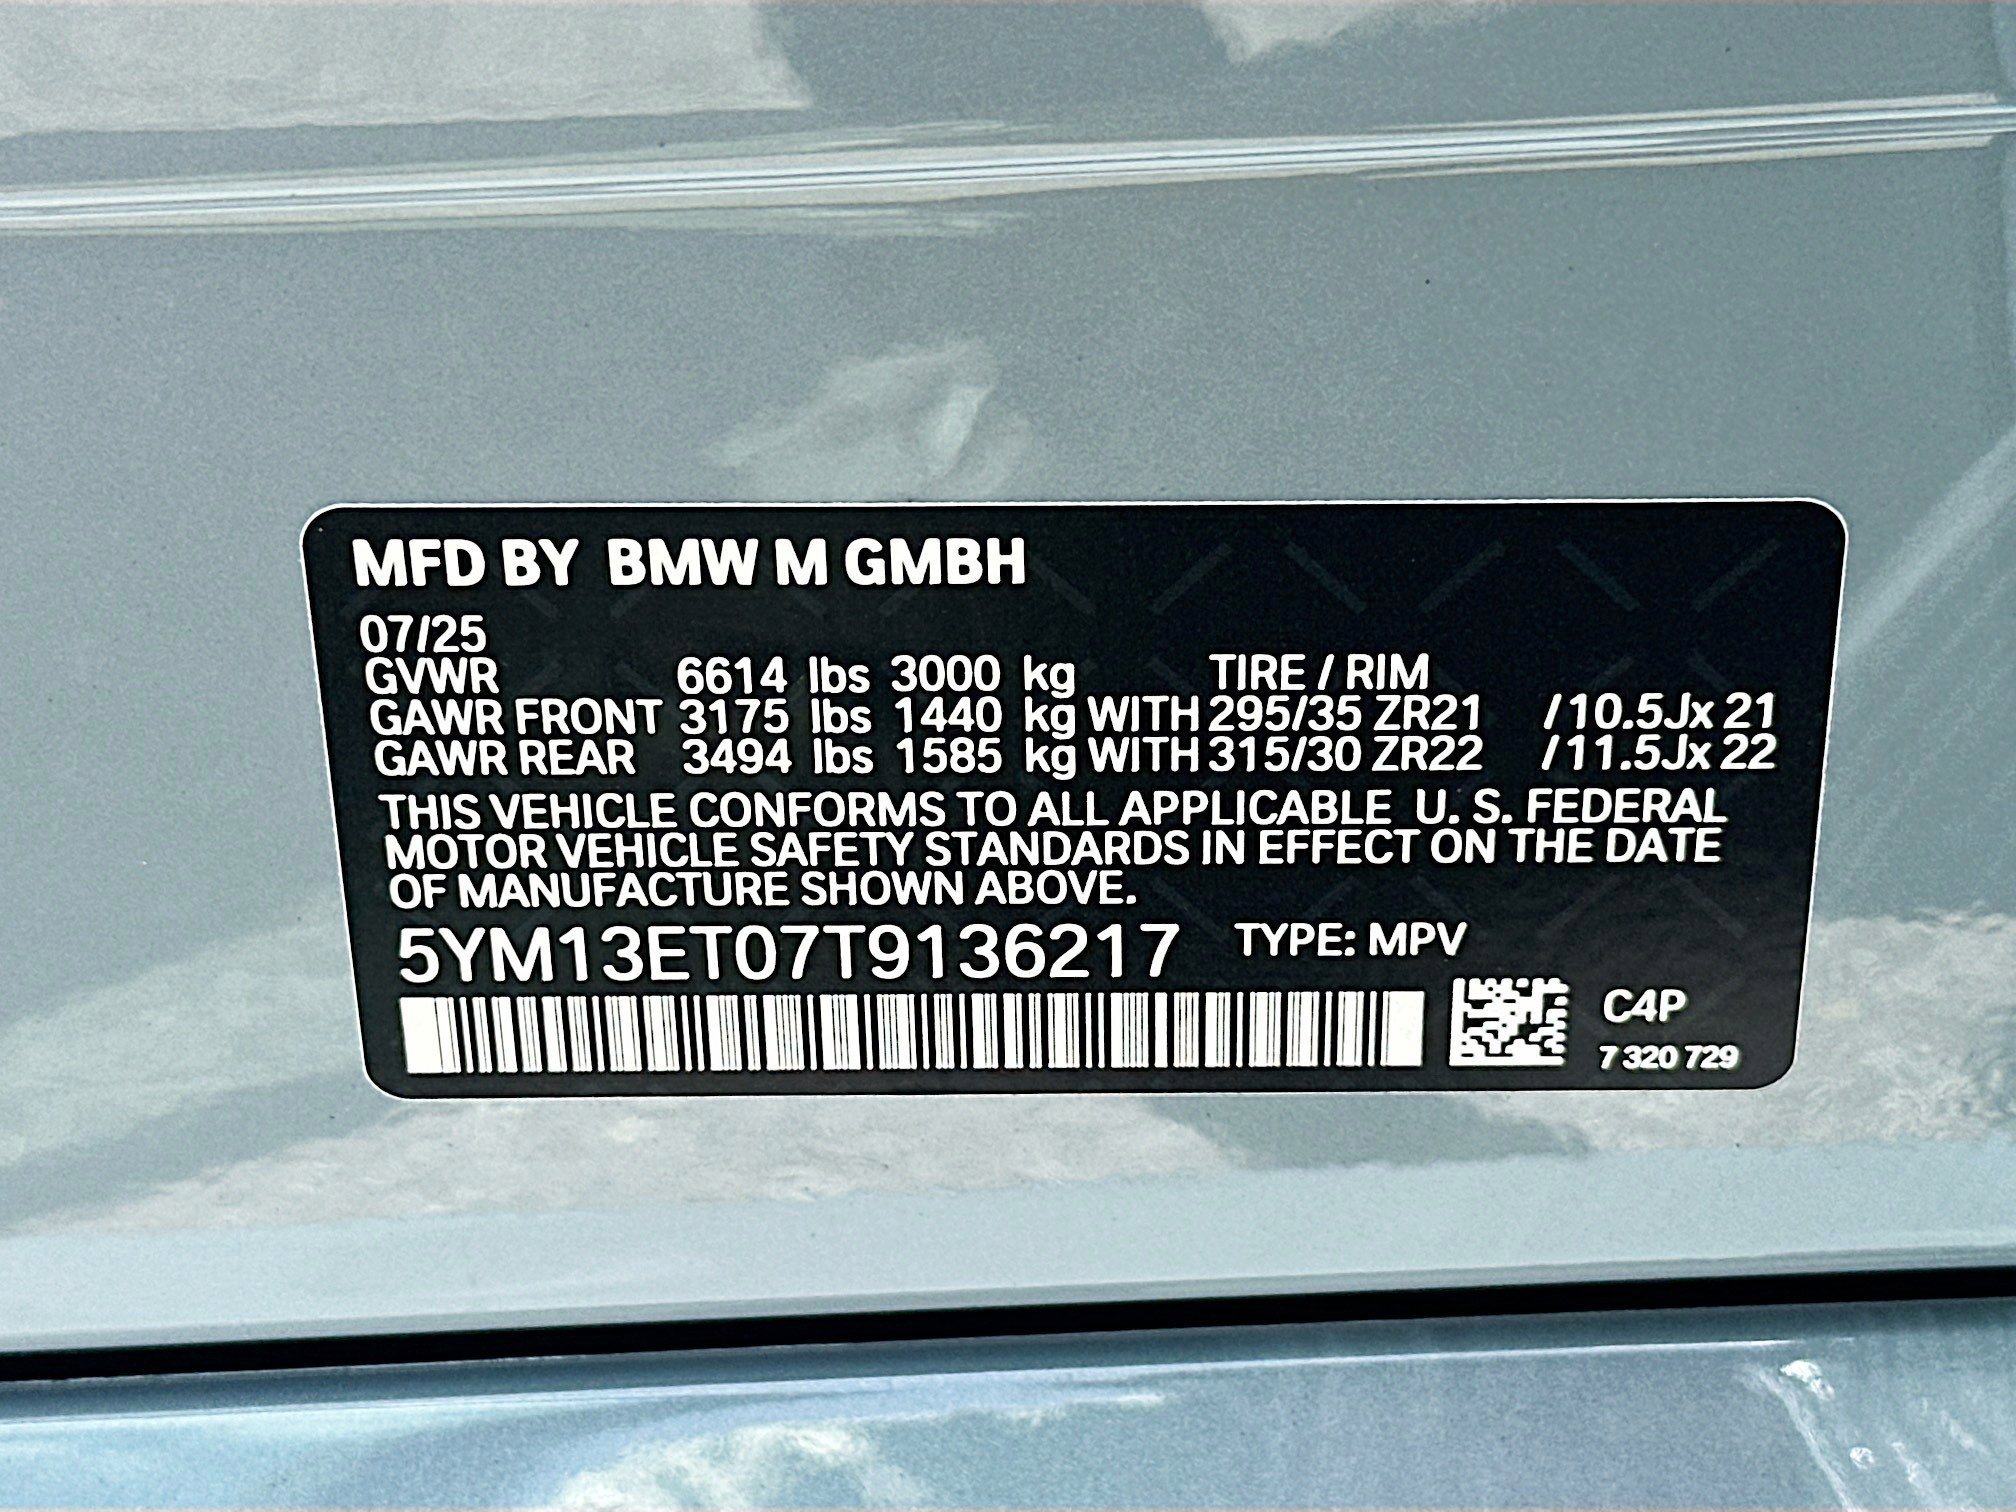 MFD BY BMW M GMBH
07/25
GVWR 6614 lbs 3000 kg TIRE / RIM
GAWR FRONT 3175 lbs 1440 kg WITH 295/35 ZR21 /10.5Jx 21
GAWR REAR 3494 lbs 1585 kg WITH 315/30 ZR22 /11.5Jx 22
THIS VEHICLE CONFORMS TO ALL APPLICABLE U. S. FEDERAL
MOTOR VEHICLE SAFETY STANDARDS IN EFFECT ON THE DATE
OF MANUFACTURE SHOWN ABOVE.
5YM13ET07T9136217 TYPE: MPV
C4P
7 320 729